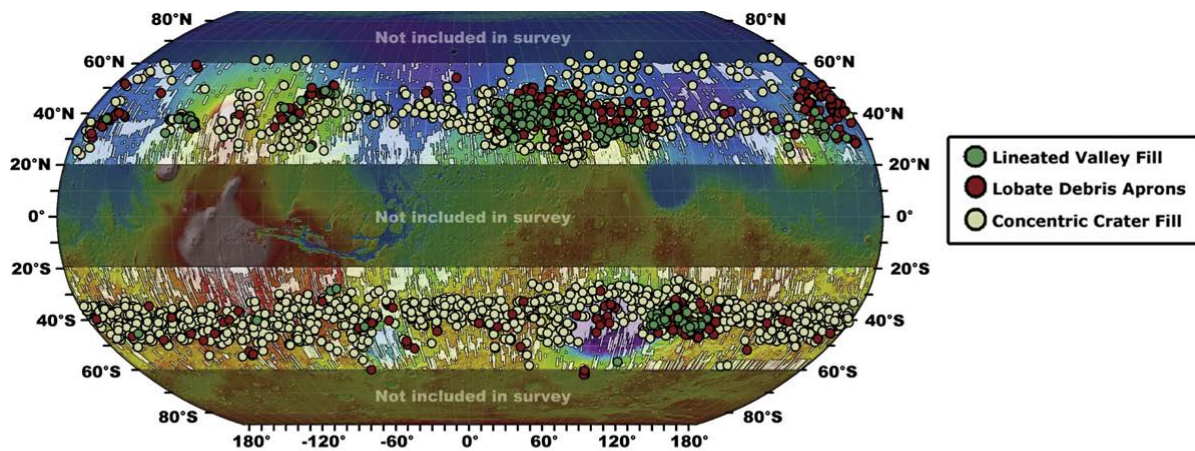 80°N 80°N
Not included in survey
60°N 60°N
40°N 40°N
20°N 20°N
0° Not included in survey 0°
20°S 20°S
40°S 40°S
60°S 60°S
Not included in survey
80°S 80°S
180° -120° -60° 0° 60° 120° 180°
Lineated Valley Fill
Lobate Debris Aprons
Concentric Crater Fill